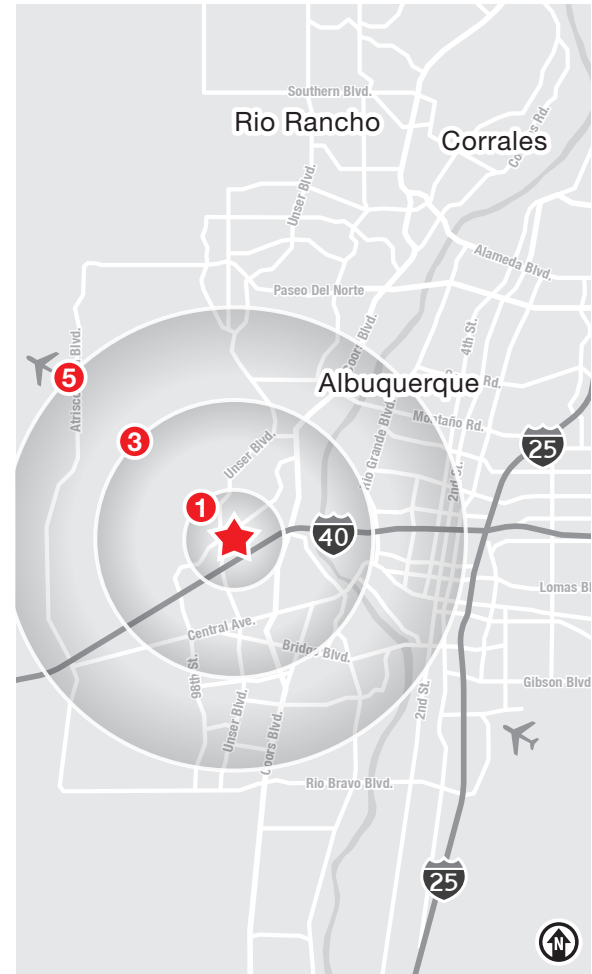 Southern Blvd.
Rio Rancho
Corrales
Unser Blvd.
Alameda Blvd.
Paseo Del Norte
4th St.
Coors Blvd.
Rd.
5
Albuquerque
Montaño Rd.
3
25
Unser Blvd.
Rio Grande Blvd.
2nd St.
1
40
Lomas Bl
Central Ave.
Bridge Blvd.
98th St.
Gibson Blvd
2nd St.
Unser Blvd.
Coors Blvd.
Rio Bravo Blvd.
25
N